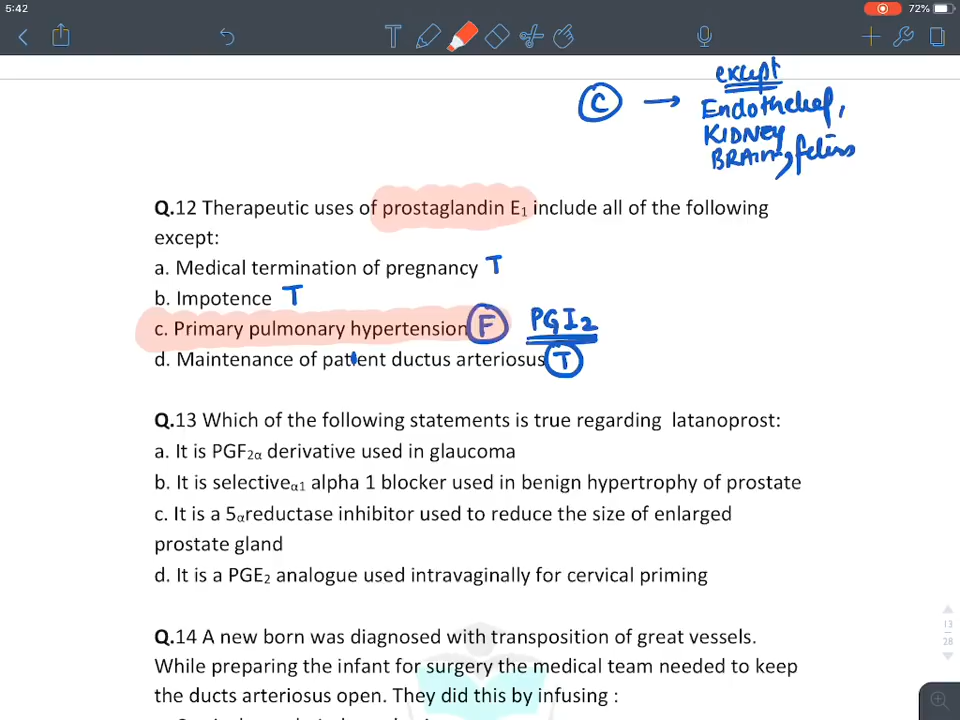 5:42
72%
T
except
C → Endothelief,
KIDNEY
BRAIN, fetus
Q.12 Therapeutic uses of prostaglandin E₁ include all of the following
except:
a. Medical termination of pregnancy T
b. Impotence T
c. Primary pulmonary hypertension F PGI₂
d. Maintenance of patient ductus arteriosus T
Q.13 Which of the following statements is true regarding latanoprost:
a. It is PGF₂α derivative used in glaucoma
b. It is selectiveα₁ alpha 1 blocker used in benign hypertrophy of prostate
c. It is a 5αreductase inhibitor used to reduce the size of enlarged
prostate gland
d. It is a PGE₂ analogue used intravaginally for cervical priming
13
28
Q.14 A new born was diagnosed with transposition of great vessels.
While preparing the infant for surgery the medical team needed to keep
the ducts arteriosus open. They did this by infusing :